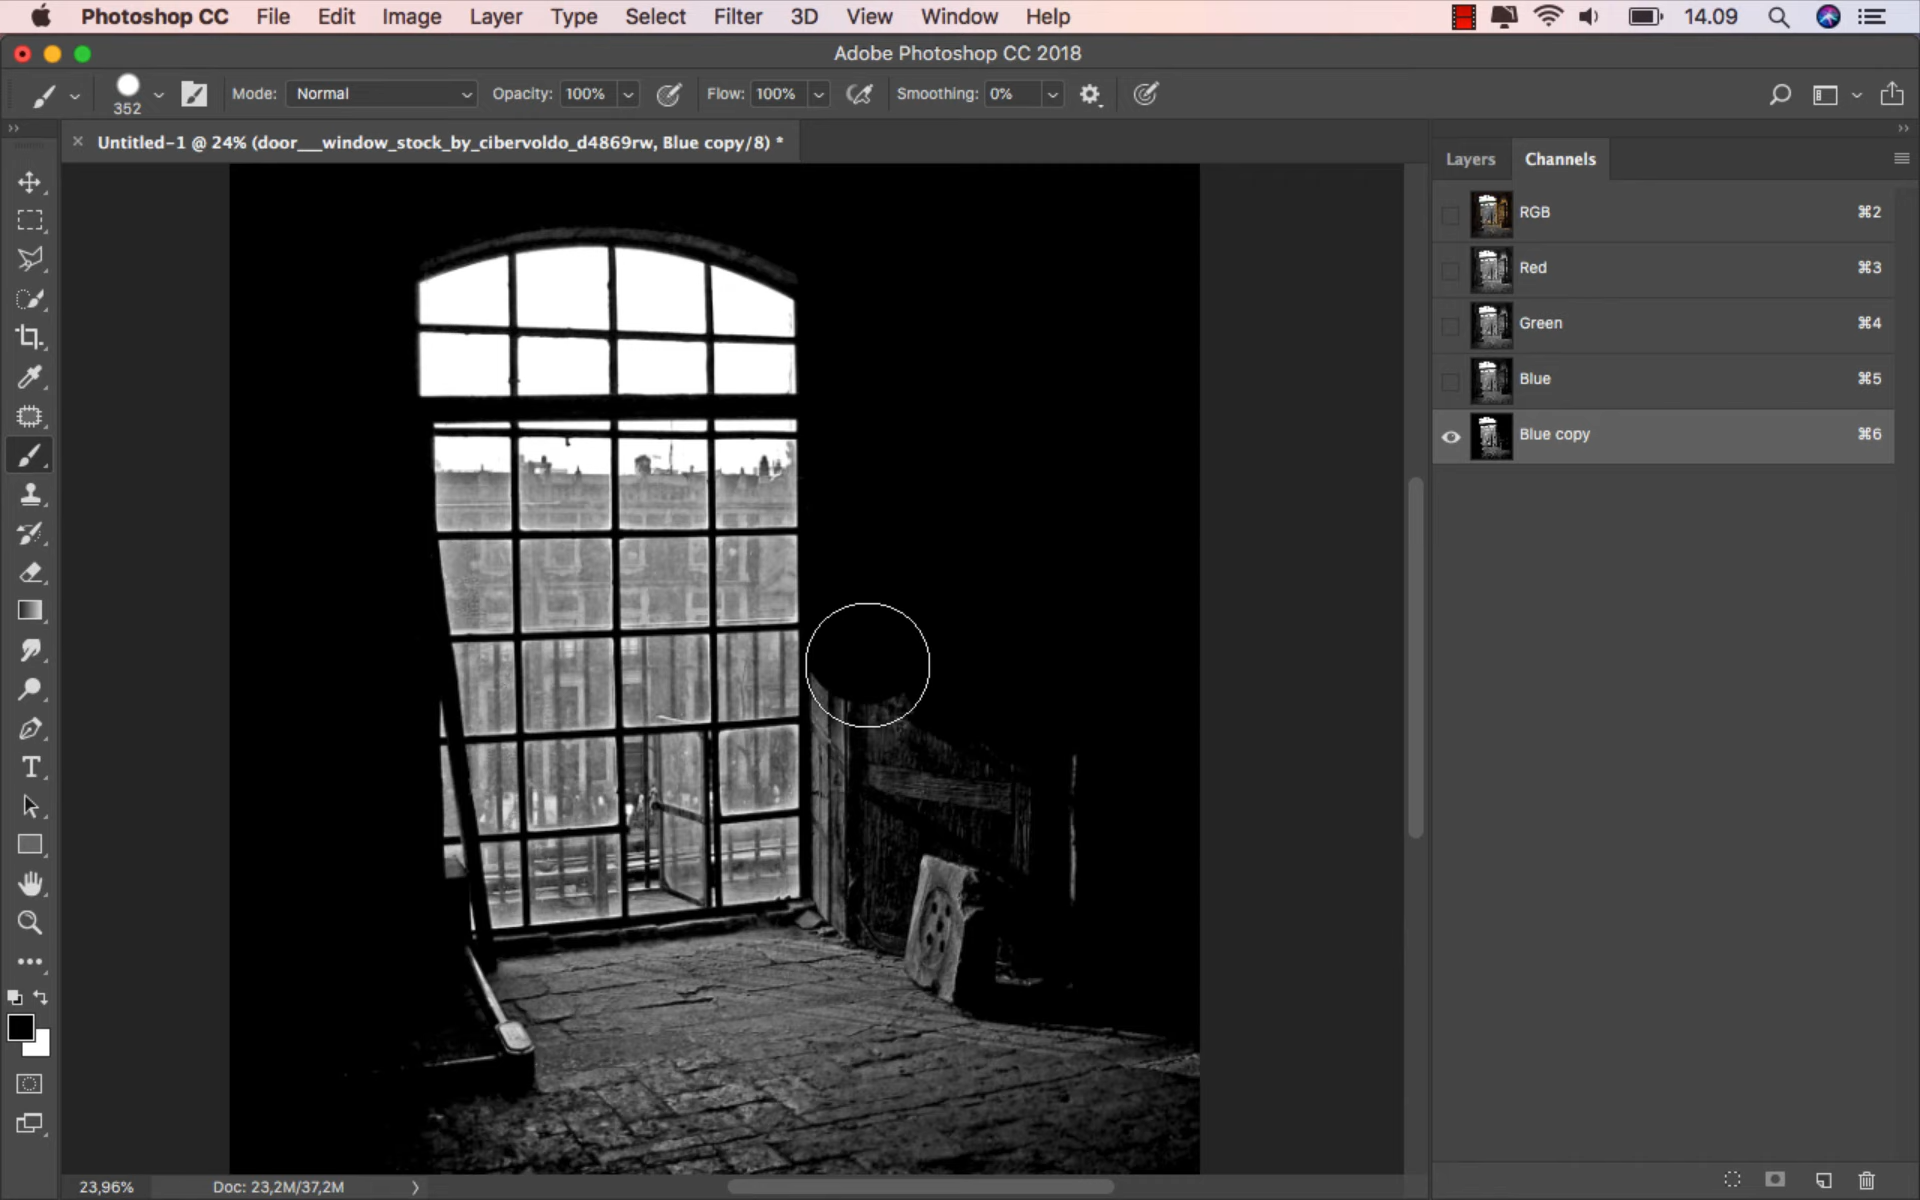 Photoshop CC File Edit Image Layer Type Select Filter 3D View Window Help 14.09
Adobe Photoshop CC 2018
352 Mode: Normal Opacity: 100% Flow: 100% Smoothing: 0%
× Untitled-1 @ 24% (door__window_stock_by_cibervoldo_d4869rw, Blue copy/8) *
Layers Channels
RGB ⌘2
Red ⌘3
Green ⌘4
Blue ⌘5
Blue copy ⌘6
23,96% Doc: 23,2M/37,2M